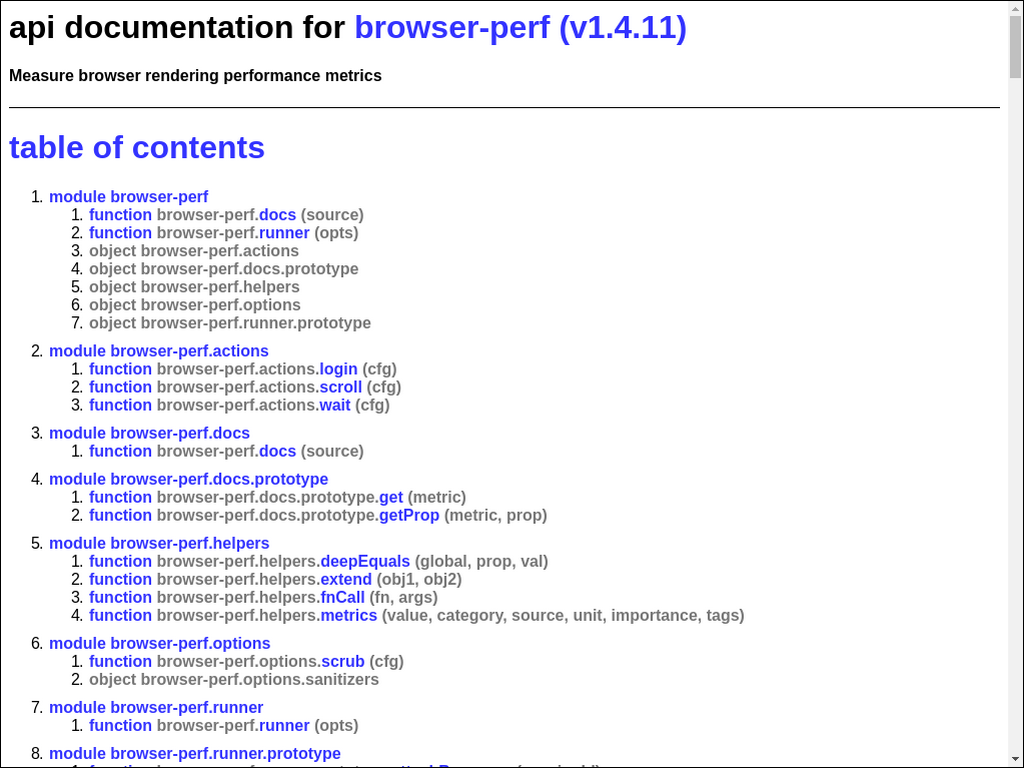 api documentation for browser-perf (v1.4.11)
Measure browser rendering performance metrics
table of contents
1. module browser-perf
1. function browser-perf.docs (source)
2. function browser-perf.runner (opts)
3. object browser-perf.actions
4. object browser-perf.docs.prototype
5. object browser-perf.helpers
6. object browser-perf.options
7. object browser-perf.runner.prototype
2. module browser-perf.actions
1. function browser-perf.actions.login (cfg)
2. function browser-perf.actions.scroll (cfg)
3. function browser-perf.actions.wait (cfg)
3. module browser-perf.docs
1. function browser-perf.docs (source)
4. module browser-perf.docs.prototype
1. function browser-perf.docs.prototype.get (metric)
2. function browser-perf.docs.prototype.getProp (metric, prop)
5. module browser-perf.helpers
1. function browser-perf.helpers.deepEquals (global, prop, val)
2. function browser-perf.helpers.extend (obj1, obj2)
3. function browser-perf.helpers.fnCall (fn, args)
4. function browser-perf.helpers.metrics (value, category, source, unit, importance, tags)
6. module browser-perf.options
1. function browser-perf.options.scrub (cfg)
2. object browser-perf.options.sanitizers
7. module browser-perf.runner
1. function browser-perf.runner (opts)
8. module browser-perf.runner.prototype